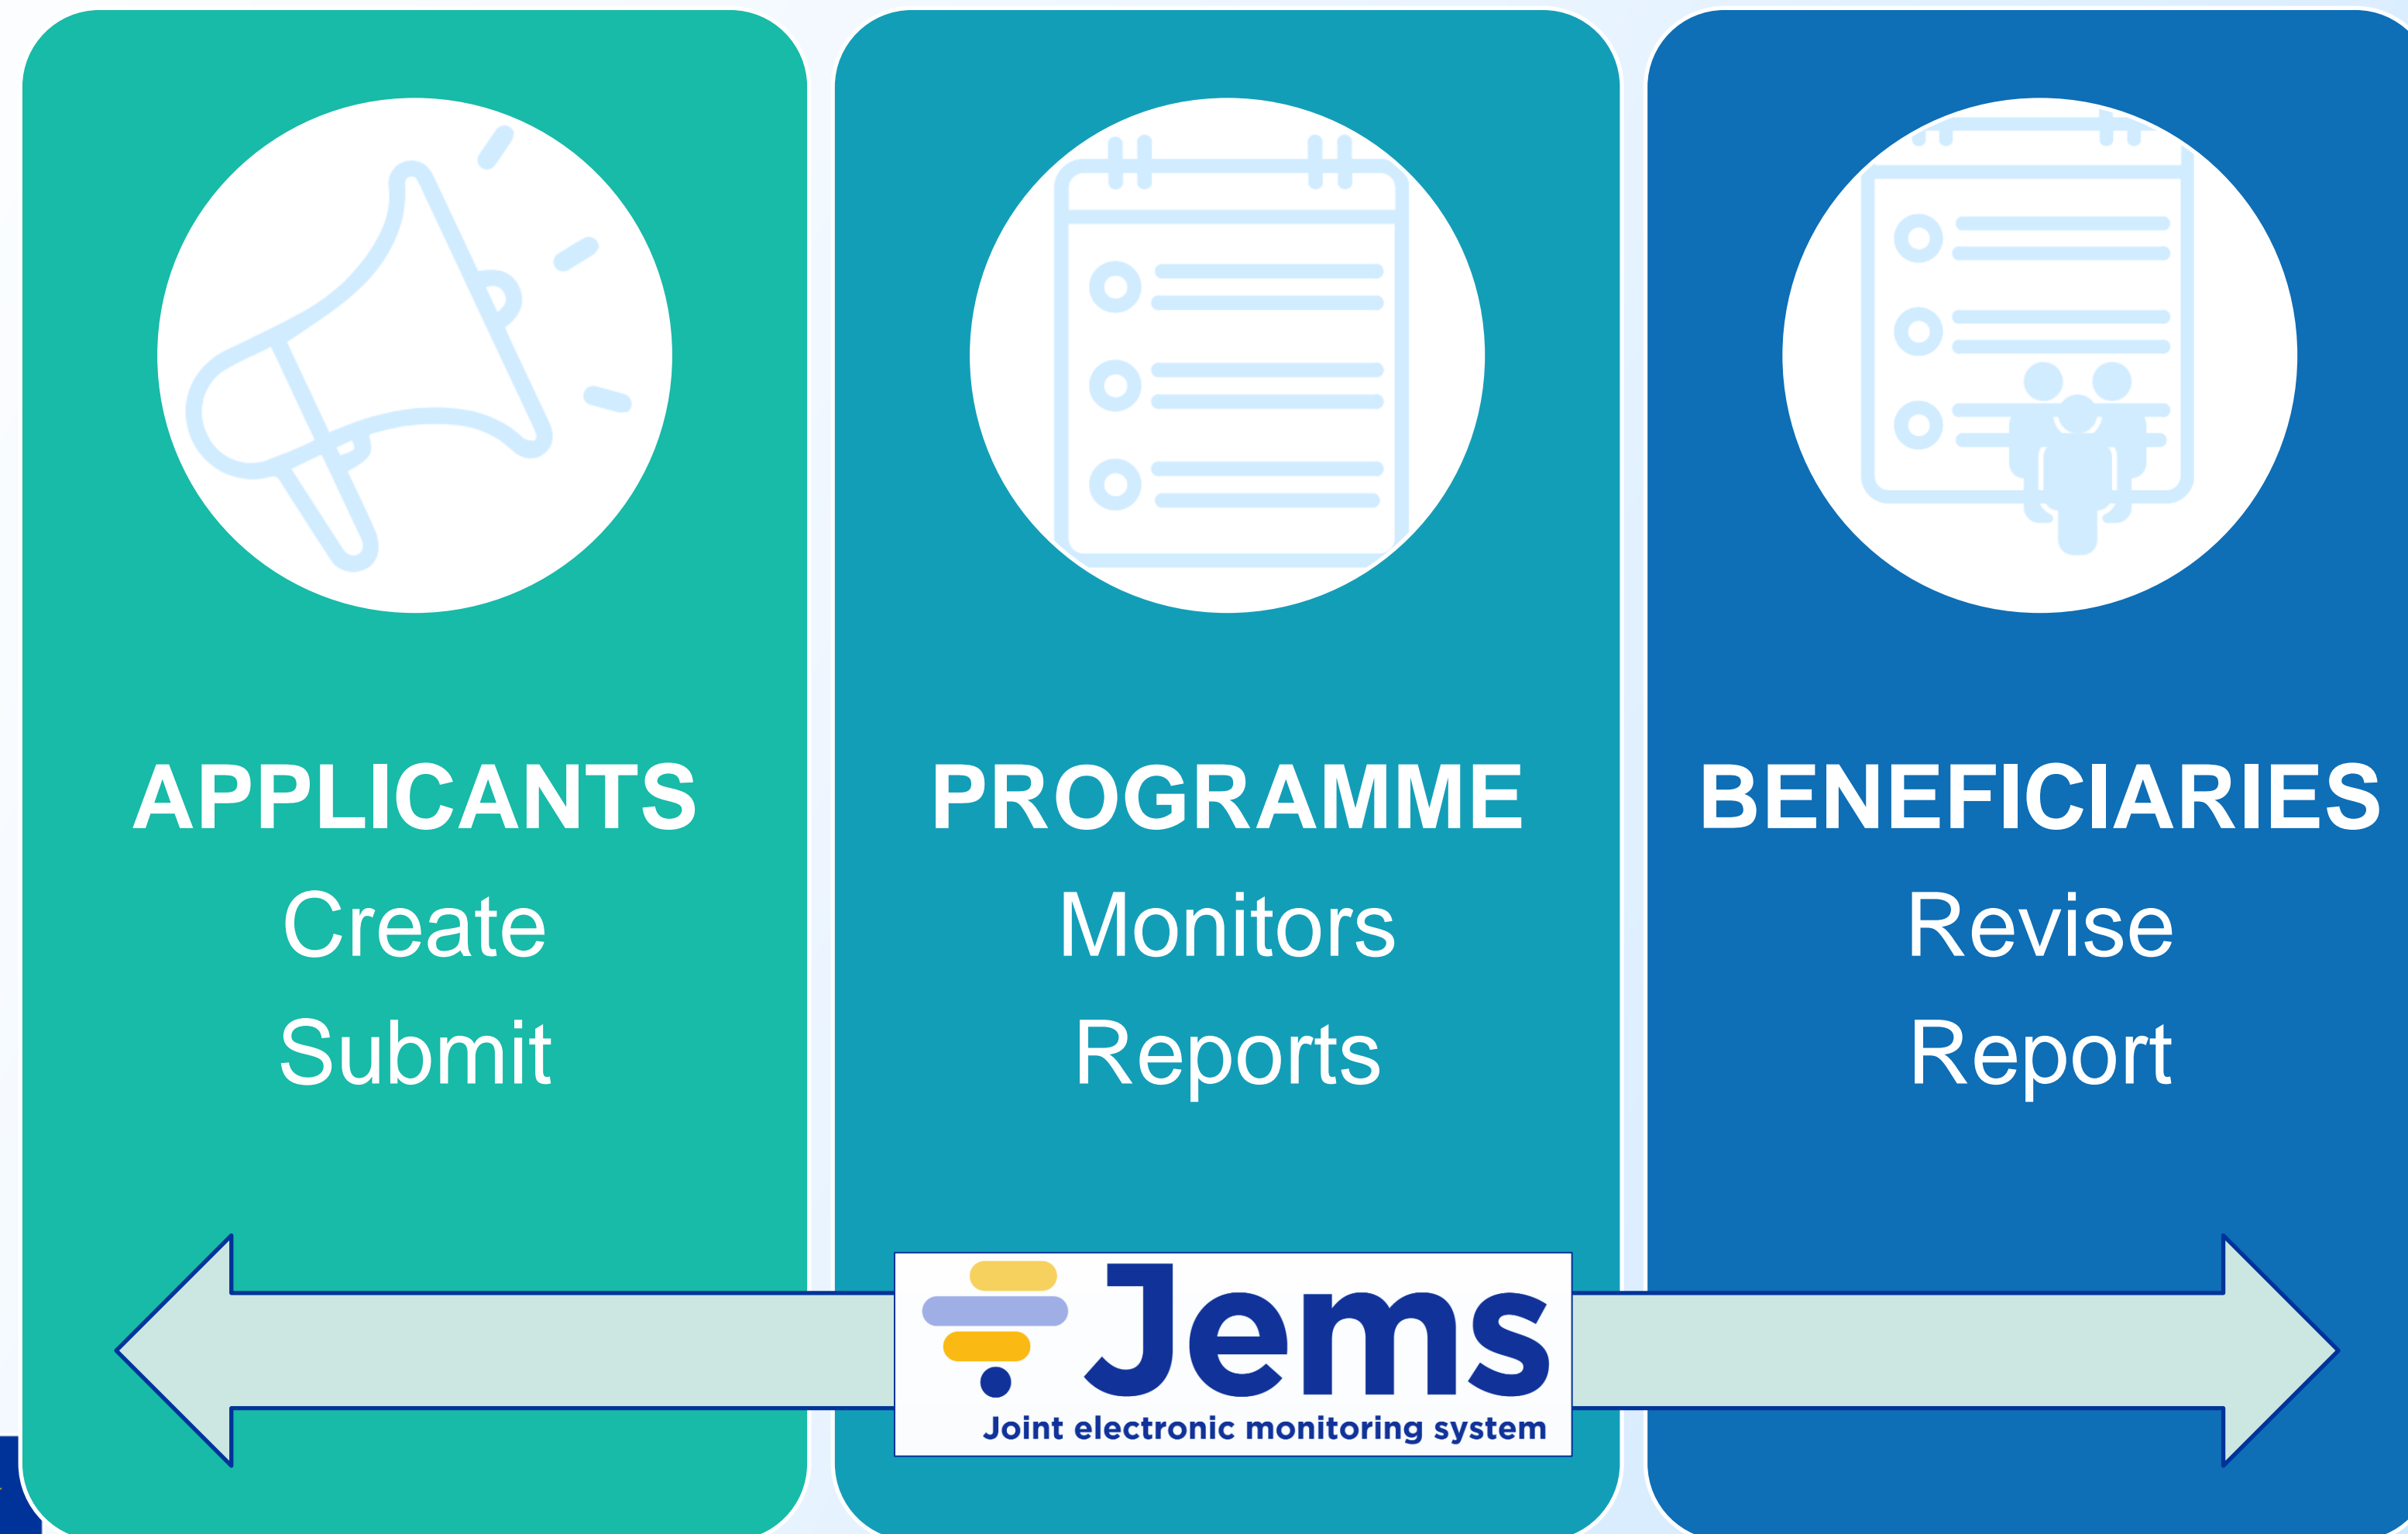 APPLICANTS
Create
Submit
PROGRAMME
Monitors
Reports
BENEFICIARIES
Revise
Report
Jems
Joint electronic monitoring system